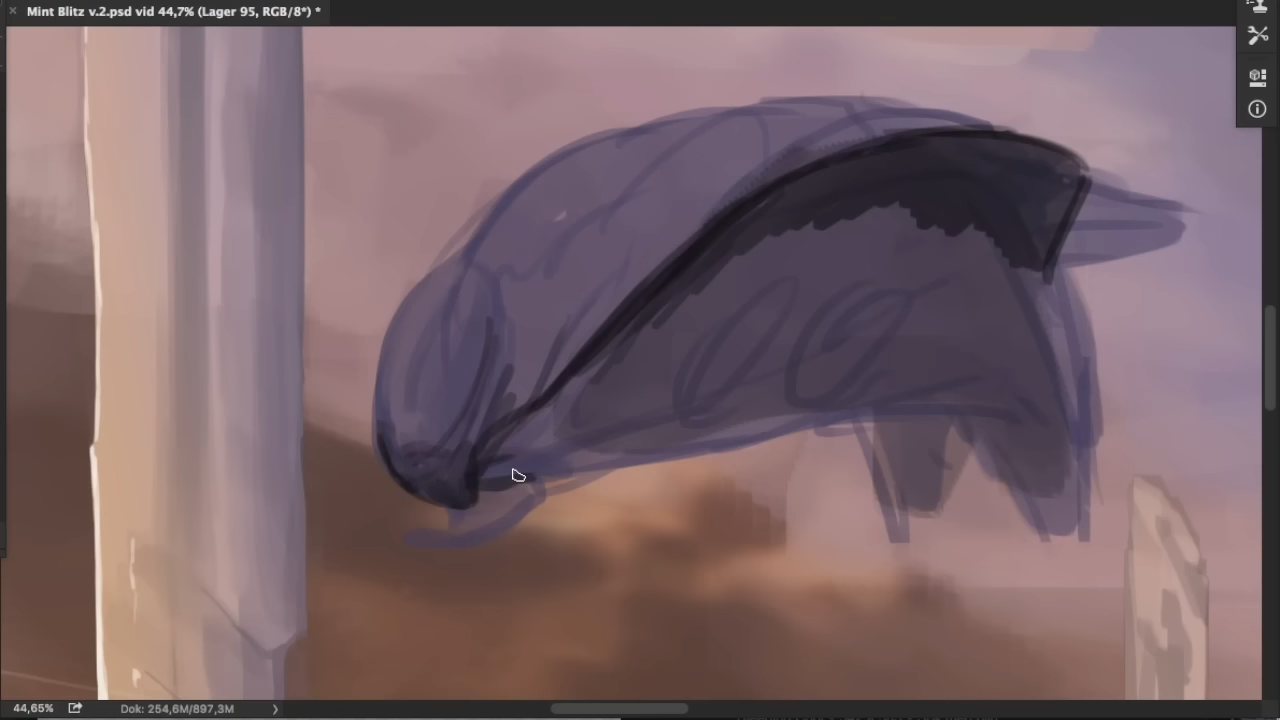 × Mint Blitz v.2.psd vid 44,7% (Lager 95, RGB/8*) *
44,65% Dok: 254,6M/897,3M